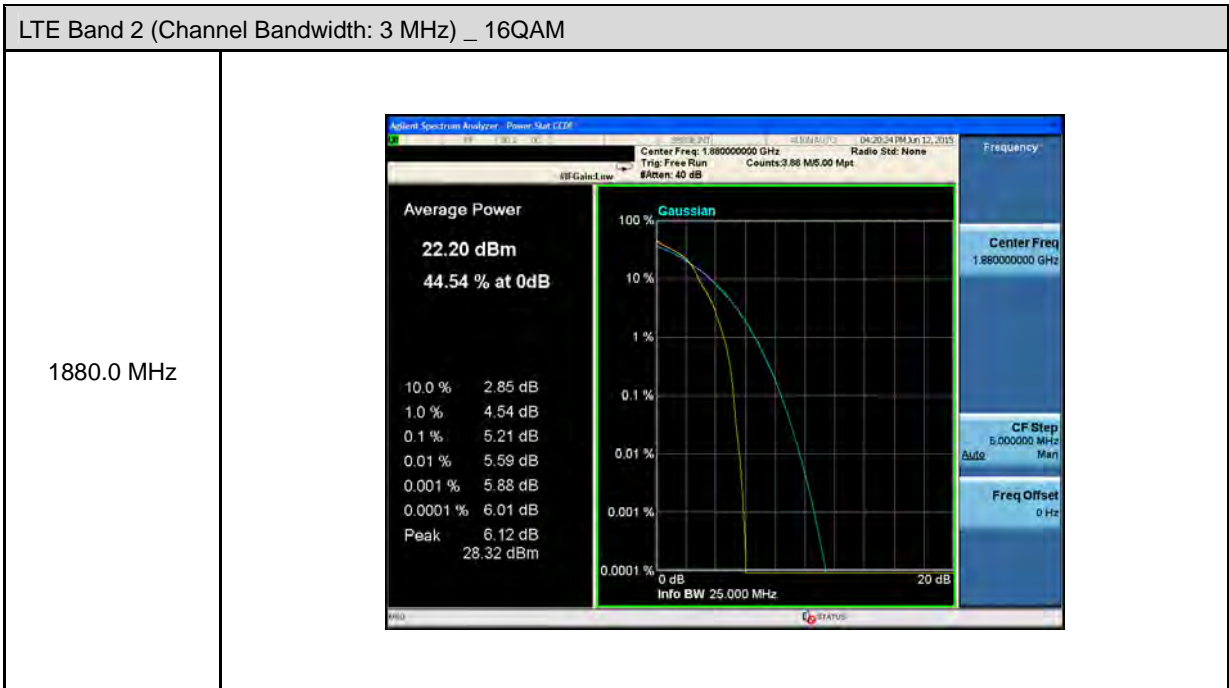 LTE Band 2 (Channel Bandwidth: 3 MHz) _ 16QAM
1880.0 MHz
Agilent Spectrum Analyzer - Power Stat CCDF
04:20:24 PM Jun 12, 2015
Center Freq: 1.880000000 GHz
Radio Std: None
Trig: Free Run
Counts:3.88 M/5.00 Mpt
#IFGain:Low
#Atten: 40 dB
Frequency
Average Power
22.20 dBm
44.54 % at 0dB
10.0 % 2.85 dB
1.0 % 4.54 dB
0.1 % 5.21 dB
0.01 % 5.59 dB
0.001 % 5.88 dB
0.0001 % 6.01 dB
Peak 6.12 dB
28.32 dBm
Gaussian
100 %
10 %
1 %
0.1 %
0.01 %
0.001 %
0.0001 %
0 dB
20 dB
Info BW 25.000 MHz
Center Freq
1.880000000 GHz
CF Step
5.000000 MHz
Auto Man
Freq Offset
0 Hz
MSG
STATUS